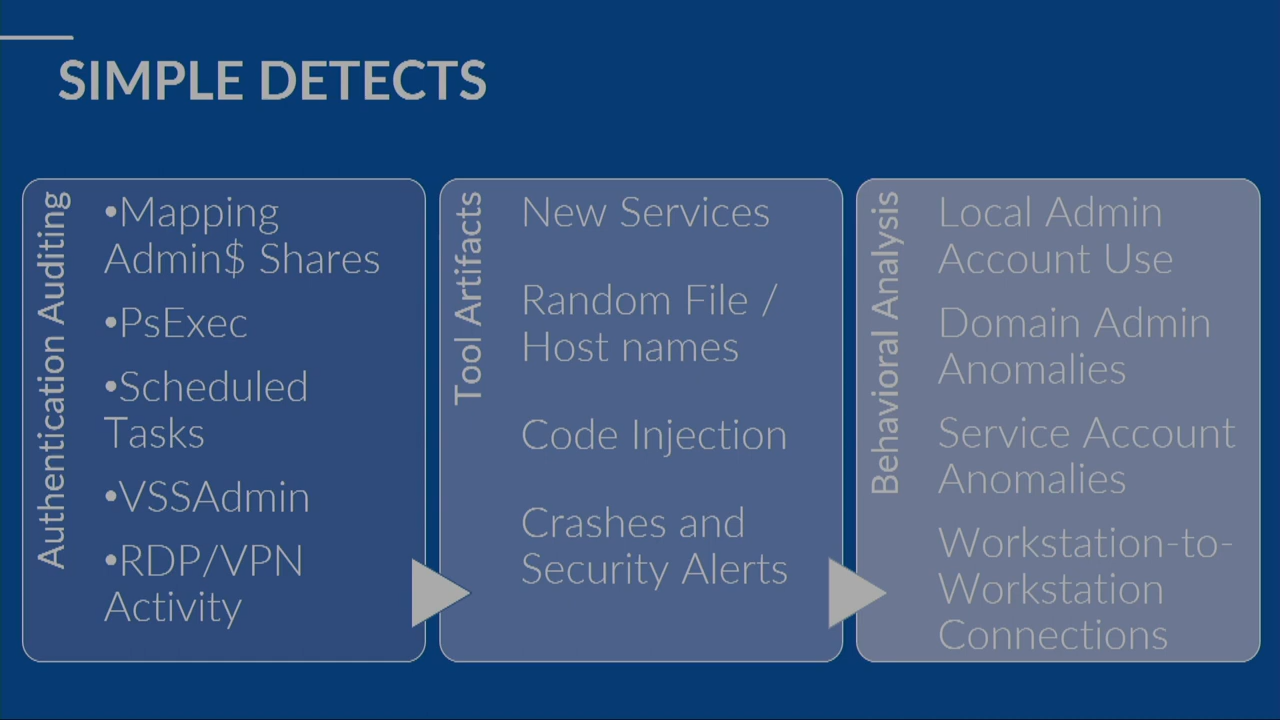 SIMPLE DETECTS
Authentication Auditing
•Mapping
Admin$ Shares
•PsExec
•Scheduled
Tasks
•VSSAdmin
•RDP/VPN
Activity
Tool Artifacts
New Services
Random File /
Host names
Code Injection
Crashes and
Security Alerts
Behavioral Analysis
Local Admin
Account Use
Domain Admin
Anomalies
Service Account
Anomalies
Workstation-to-
Workstation
Connections